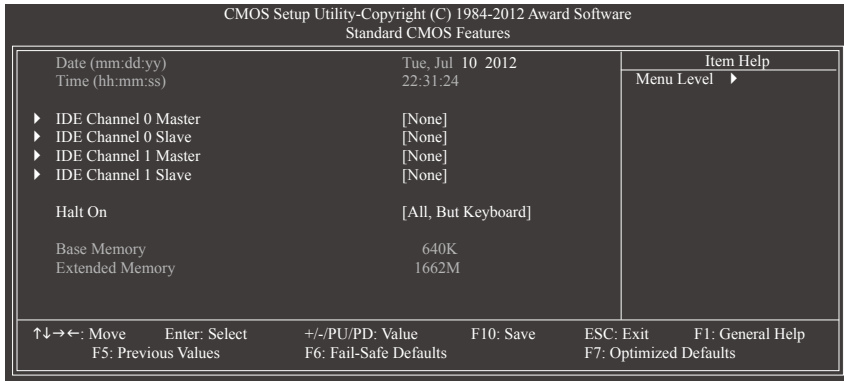 CMOS Setup Utility-Copyright (C) 1984-2012 Award Software
Standard CMOS Features
Date (mm:dd:yy) Tue, Jul 10 2012
Time (hh:mm:ss) 22:31:24
IDE Channel 0 Master [None]
IDE Channel 0 Slave [None]
IDE Channel 1 Master [None]
IDE Channel 1 Slave [None]
Halt On [All, But Keyboard]
Base Memory 640K
Extended Memory 1662M
Item Help
Menu Level ▶
↑↓→←: Move Enter: Select +/-/PU/PD: Value F10: Save ESC: Exit F1: General Help
F5: Previous Values F6: Fail-Safe Defaults F7: Optimized Defaults